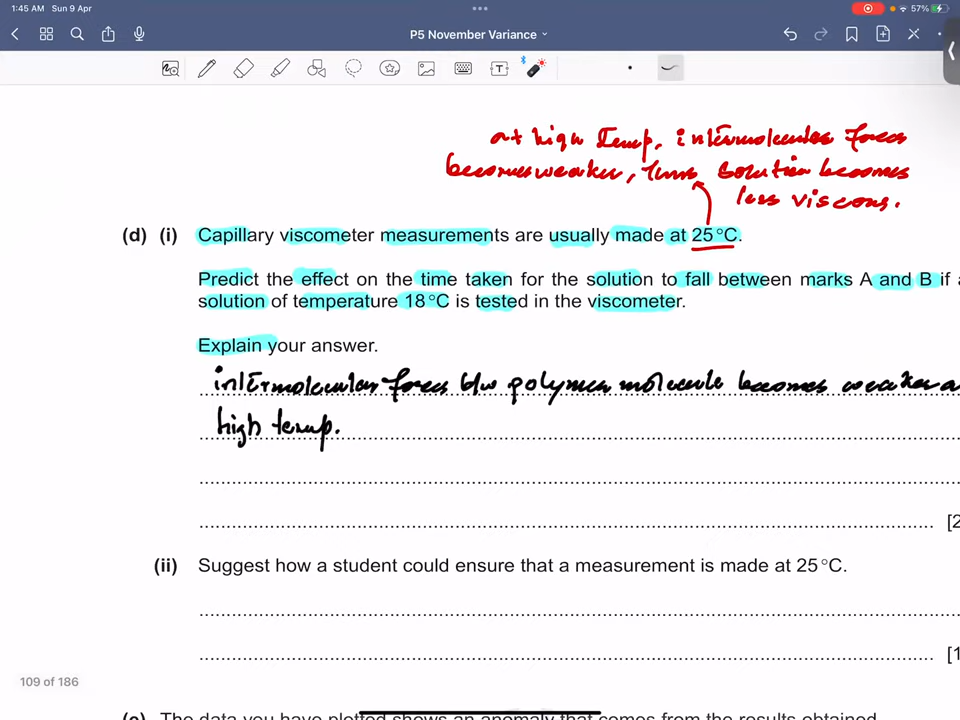 1:45 AM Sun 9 Apr
57%
P5 November Variance
at high Temp, intermolecular forces
becomes weaker, thus solution becomes
less viscous.
(d) (i) Capillary viscometer measurements are usually made at 25 °C.
Predict the effect on the time taken for the solution to fall between marks A and B if a
solution of temperature 18 °C is tested in the viscometer.
Explain your answer.
intermolecular forces b/w polymer molecule becomes weaker a
high temp.
[2
(ii) Suggest how a student could ensure that a measurement is made at 25 °C.
[1
109 of 186
The data you have plotted shows an anomaly that comes from the results obtained